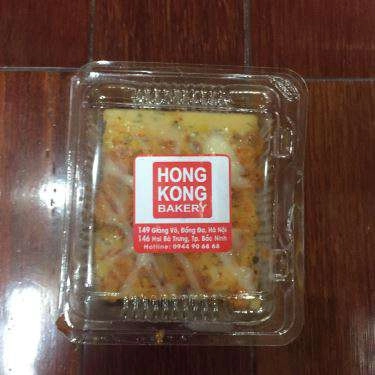 HONG
KONG
BAKERY
149 Giảng Võ, Đống Đa, Hà Nội
146 Hai Bà Trưng, Tp. Bắc Ninh
Hotline: 0944 90 68 68